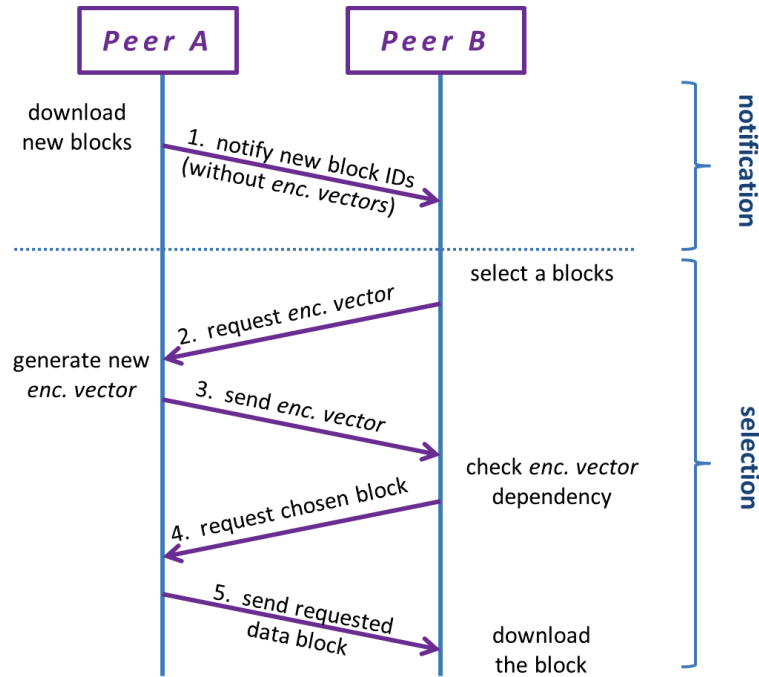 Peer A
Peer B
download
new blocks
1. notify new block IDs
(without enc. vectors)
notification
select a blocks
2. request enc. vector
generate new
enc. vector
3. send enc. vector
check enc. vector
dependency
selection
4. request chosen block
5. send requested
data block
download
the block